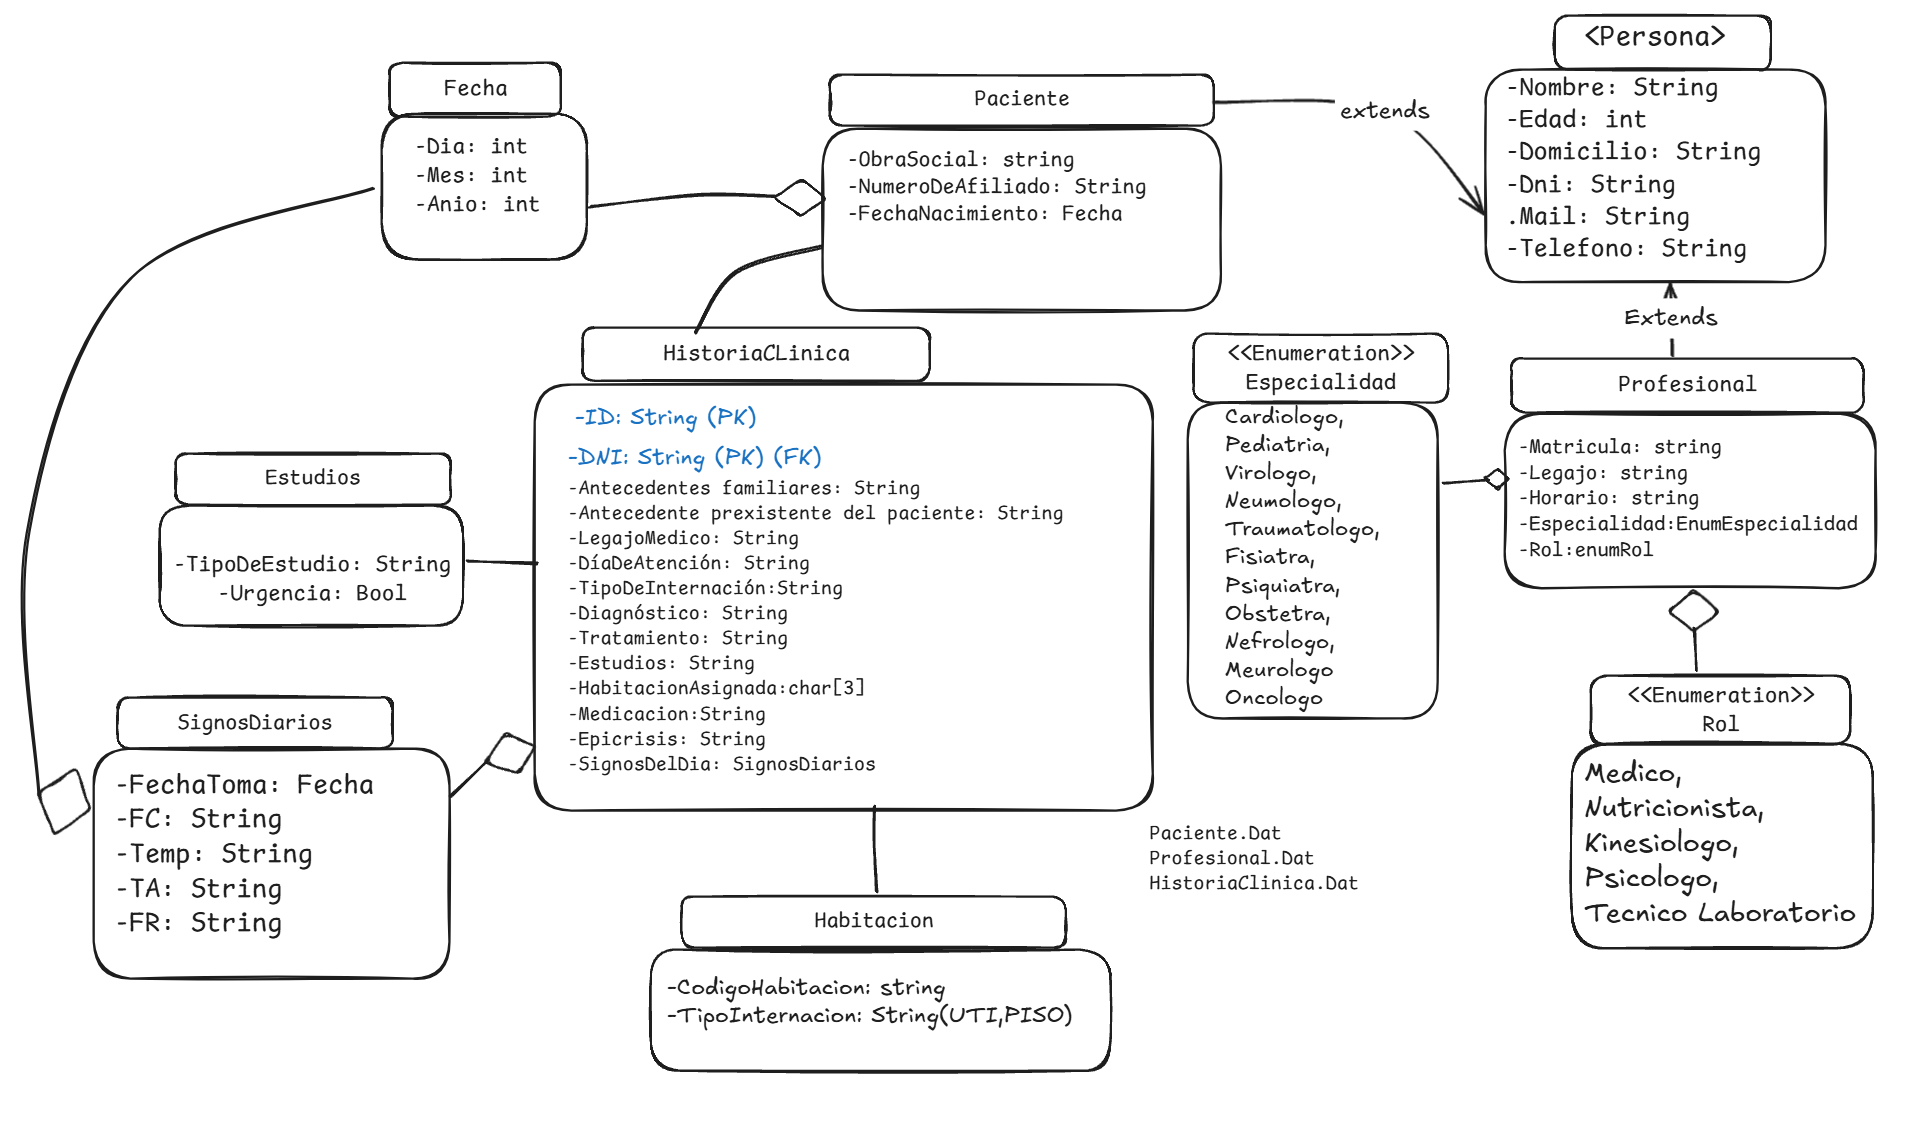 <Persona>
-Nombre: String
-Edad: int
-Domicilio: String
-Dni: String
.Mail: String
-Telefono: String
Fecha
-Dia: int
-Mes: int
-Anio: int
Paciente
-ObraSocial: string
-NumeroDeAfiliado: String
-FechaNacimiento: Fecha
extends
Extends
HistoriaCLinica
-ID: String (PK)
-DNI: String (PK) (FK)
-Antecedentes familiares: String
-Antecedente prexistente del paciente: String
-LegajoMedico: String
-DíaDeAtención: String
-TipoDeInternación:String
-Diagnóstico: String
-Tratamiento: String
-Estudios: String
-HabitacionAsignada:char[3]
-Medicacion:String
-Epicrisis: String
-SignosDelDia: SignosDiarios
<<Enumeration>>
Especialidad
Cardiologo,
Pediatria,
Virologo,
Neumologo,
Traumatologo,
Fisiatra,
Psiquiatra,
Obstetra,
Nefrologo,
Meurologo
Oncologo
Profesional
-Matricula: string
-Legajo: string
-Horario: string
-Especialidad:EnumEspecialidad
-Rol:enumRol
Estudios
-TipoDeEstudio: String
-Urgencia: Bool
SignosDiarios
-FechaToma: Fecha
-FC: String
-Temp: String
-TA: String
-FR: String
<<Enumeration>>
Rol
Medico,
Nutricionista,
Kinesiologo,
Psicologo,
Tecnico Laboratorio
Paciente.Dat
Profesional.Dat
HistoriaClinica.Dat
Habitacion
-CodigoHabitacion: string
-TipoInternacion: String(UTI,PISO)